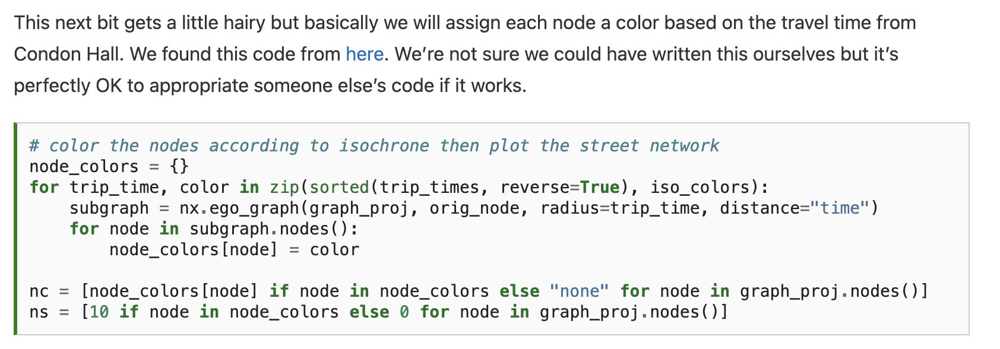 This next bit gets a little hairy but basically we will assign each node a color based on the travel time from
Condon Hall. We found this code from here. We’re not sure we could have written this ourselves but it’s
perfectly OK to appropriate someone else’s code if it works.
# color the nodes according to isochrone then plot the street network
node_colors = {}
for trip_time, color in zip(sorted(trip_times, reverse=True), iso_colors):
    subgraph = nx.ego_graph(graph_proj, orig_node, radius=trip_time, distance="time")
    for node in subgraph.nodes():
        node_colors[node] = color
nc = [node_colors[node] if node in node_colors else "none" for node in graph_proj.nodes()]
ns = [10 if node in node_colors else 0 for node in graph_proj.nodes()]